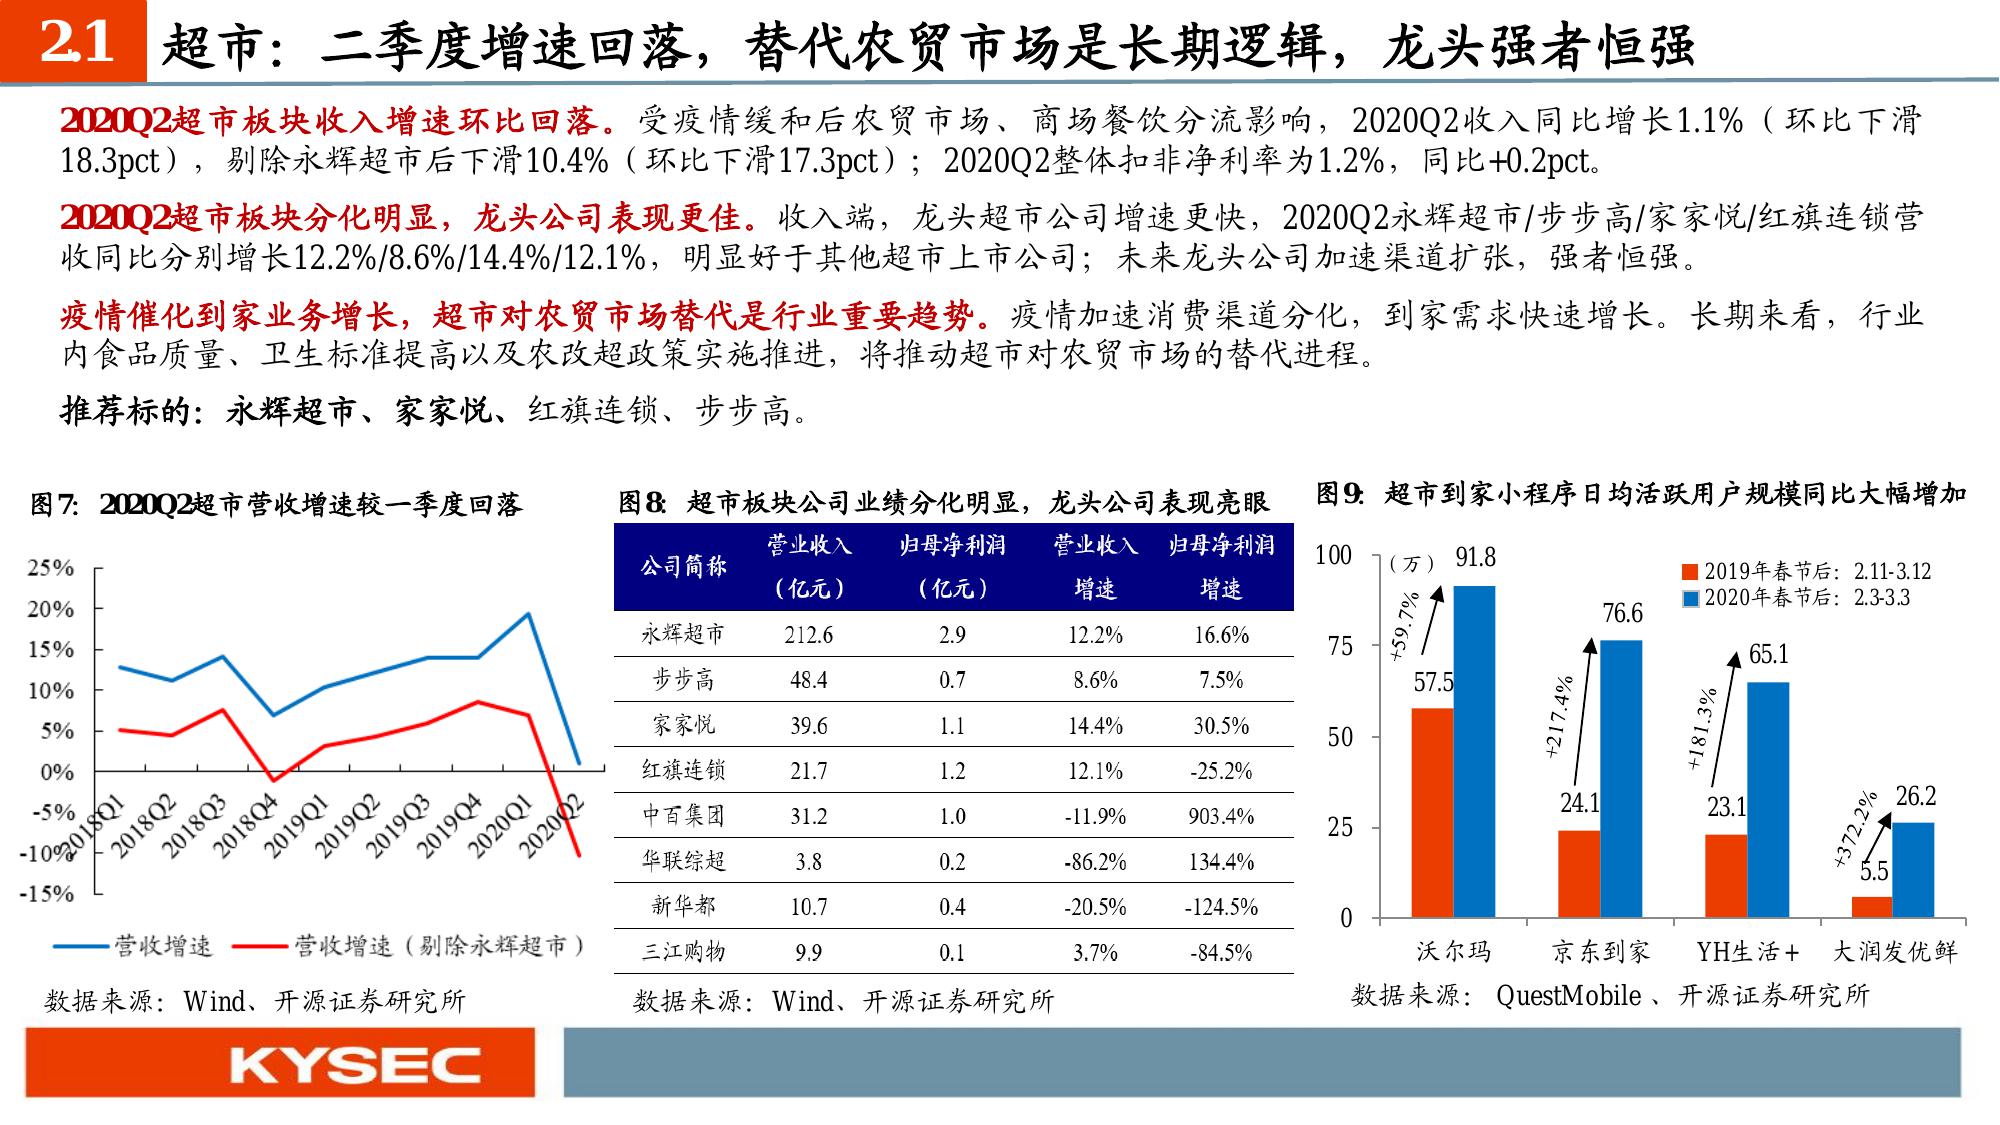 2.1 超市：二季度增速回落，替代农贸市场是长期逻辑，龙头强者恒强
2020Q2超市板块收入增速环比回落。受疫情缓和后农贸市场、商场餐饮分流影响，2020Q2收入同比增长1.1%（环比下滑
18.3pct），剔除永辉超市后下滑10.4%（环比下滑17.3pct）；2020Q2整体扣非净利率为1.2%，同比+0.2pct。
2020Q2超市板块分化明显，龙头公司表现更佳。收入端，龙头超市公司增速更快，2020Q2永辉超市/步步高/家家悦/红旗连锁营
收同比分别增长12.2%/8.6%/14.4%/12.1%，明显好于其他超市上市公司；未来龙头公司加速渠道扩张，强者恒强。
疫情催化到家业务增长，超市对农贸市场替代是行业重要趋势。疫情加速消费渠道分化，到家需求快速增长。长期来看，行业
内食品质量、卫生标准提高以及农改超政策实施推进，将推动超市对农贸市场的替代进程。
推荐标的：永辉超市、家家悦、红旗连锁、步步高。
图7：2020Q2超市营收增速较一季度回落
25%
20%
15%
10%
5%
0%
-5%
-10%
-15%
2018Q1
2018Q2
2018Q3
2018Q4
2019Q1
2019Q2
2019Q3
2019Q4
2020Q1
2020Q2
营收增速 营收增速（剔除永辉超市）
数据来源：Wind、开源证券研究所
图8：超市板块公司业绩分化明显，龙头公司表现亮眼
公司简称 营业收入（亿元） 归母净利润（亿元） 营业收入增速 归母净利润增速
永辉超市 212.6 2.9 12.2% 16.6%
步步高 48.4 0.7 8.6% 7.5%
家家悦 39.6 1.1 14.4% 30.5%
红旗连锁 21.7 1.2 12.1% -25.2%
中百集团 31.2 1.0 -11.9% 903.4%
华联综超 3.8 0.2 -86.2% 134.4%
新华都 10.7 0.4 -20.5% -124.5%
三江购物 9.9 0.1 3.7% -84.5%
数据来源：Wind、开源证券研究所
图9：超市到家小程序日均活跃用户规模同比大幅增加
（万）
100
75
50
25
0
2019年春节后：2.11-3.12
2020年春节后：2.3-3.3
57.5 +59.7% 91.8
24.1 +217.4% 76.6
23.1 +181.3% 65.1
5.5 +372.2% 26.2
沃尔玛 京东到家 YH生活+ 大润发优鲜
数据来源： QuestMobile 、开源证券研究所
KYSEC